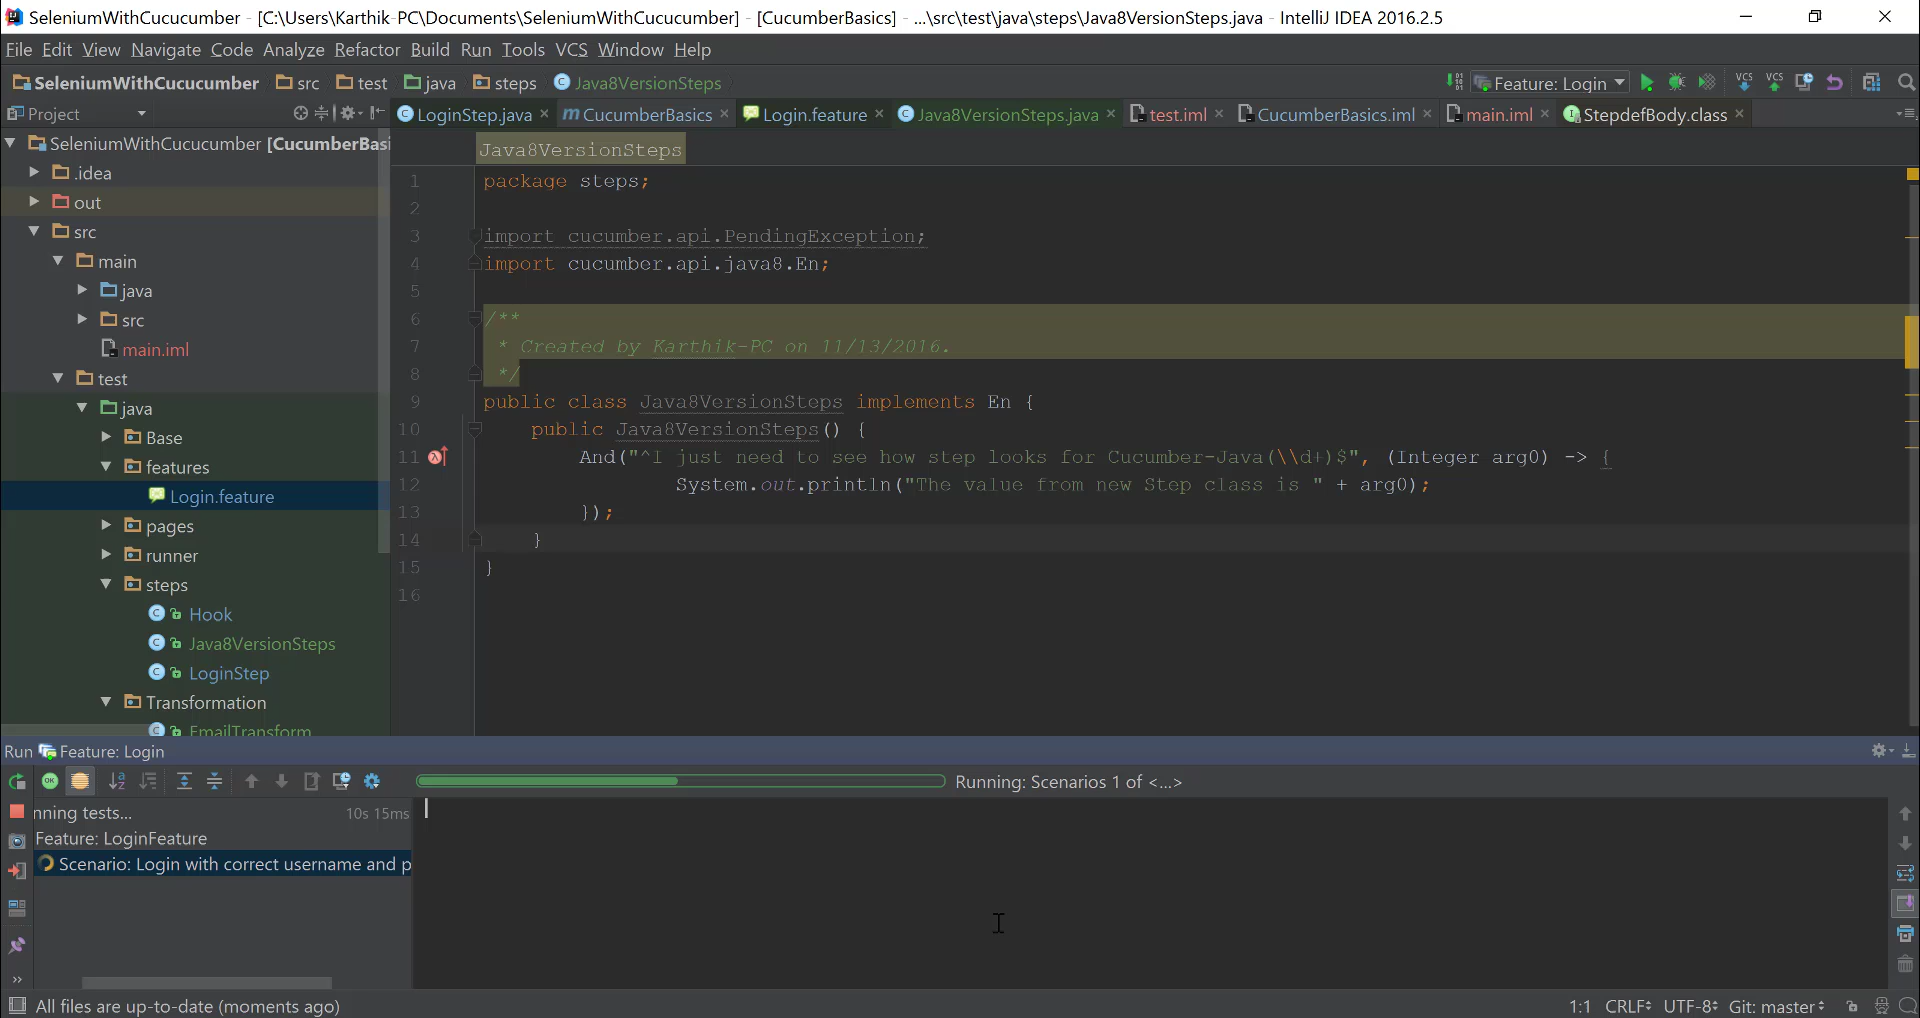 SeleniumWithCucucumber - [C:\Users\Karthik-PC\Documents\SeleniumWithCucucumber] - [CucumberBasics] - ...\src\test\java\steps\Java8VersionSteps.java - IntelliJ IDEA 2016.2.5
File Edit View Navigate Code Analyze Refactor Build Run Tools VCS Window Help
SeleniumWithCucucumber src test java steps Java8VersionSteps Feature: Login VCS VCS
Project LoginStep.java CucumberBasics Login.feature Java8VersionSteps.java test.iml CucumberBasics.iml main.iml StepdefBody.class
SeleniumWithCucucumber [CucumberBasi
.idea
out
src
main
java
src
main.iml
test
java
Base
features
Login.feature
pages
runner
steps
Hook
Java8VersionSteps
LoginStep
Transformation
EmailTransform
Java8VersionSteps
1 package steps;
2
3 import cucumber.api.PendingException;
4 import cucumber.api.java8.En;
5
6 /**
7 * Created by Karthik-PC on 11/13/2016.
8 */
9 public class Java8VersionSteps implements En {
10 public Java8VersionSteps() {
11 And("^I just need to see how step looks for Cucumber-Java(\\d+)$", (Integer arg0) -> {
12 System.out.println("The value from new Step class is " + arg0);
13 });
14 }
15 }
16
Run Feature: Login
OK Running: Scenarios 1 of <...>
nning tests... 10s 15ms
Feature: LoginFeature
Scenario: Login with correct username and p
All files are up-to-date (moments ago) 1:1 CRLF UTF-8 Git: master